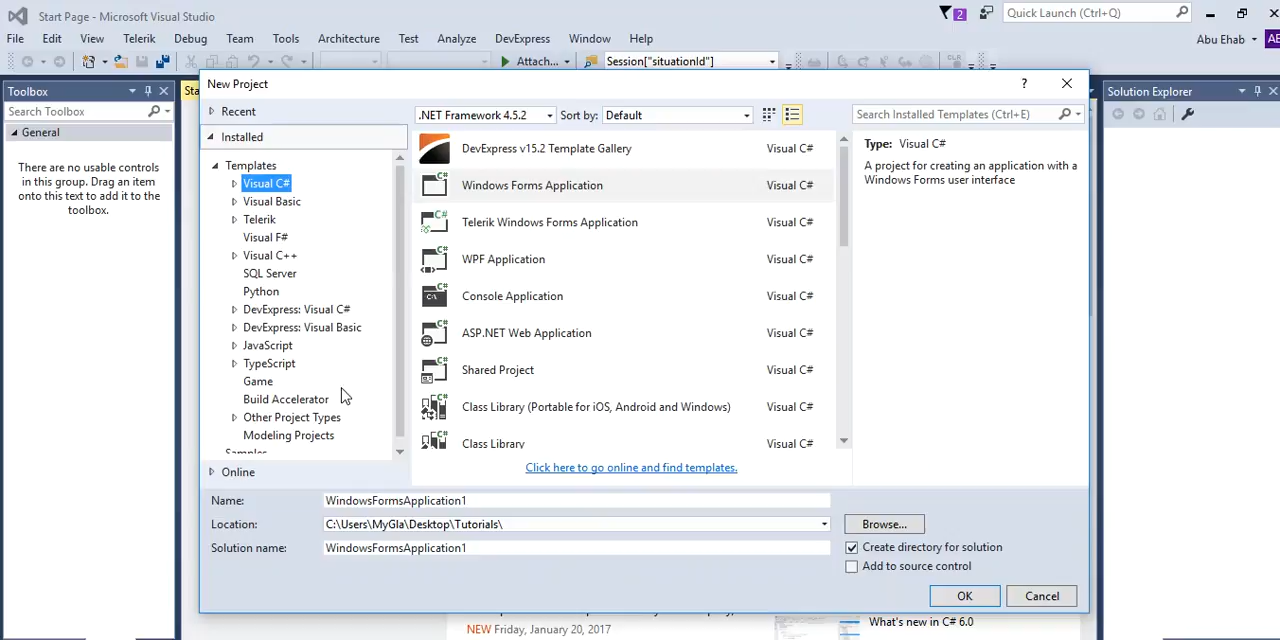 Start Page - Microsoft Visual Studio
2
Quick Launch (Ctrl+Q)
File Edit View Telerik Debug Team Tools Architecture Test Analyze DevExpress Window Help
Abu Ehab
AE
Attach...
Session["situationId"]
Toolbox
Search Toolbox
General
There are no usable controls
in this group. Drag an item
onto this text to add it to the
toolbox.
Sta
New Project
?
Recent
Installed
.NET Framework 4.5.2
Sort by: Default
Search Installed Templates (Ctrl+E)
Templates
Visual C#
Visual Basic
Telerik
Visual F#
Visual C++
SQL Server
Python
DevExpress: Visual C#
DevExpress: Visual Basic
JavaScript
TypeScript
Game
Build Accelerator
Other Project Types
Modeling Projects
Samples
Online
DevExpress v15.2 Template Gallery Visual C#
Windows Forms Application Visual C#
Telerik Windows Forms Application Visual C#
WPF Application Visual C#
Console Application Visual C#
ASP.NET Web Application Visual C#
Shared Project Visual C#
Class Library (Portable for iOS, Android and Windows) Visual C#
Class Library Visual C#
Click here to go online and find templates.
Type: Visual C#
A project for creating an application with a
Windows Forms user interface
Name: WindowsFormsApplication1
Location: C:\Users\MyGla\Desktop\Tutorials\
Browse...
Solution name: WindowsFormsApplication1
Create directory for solution
Add to source control
OK
Cancel
Solution Explorer
NEW Friday, January 20, 2017
What's new in C# 6.0